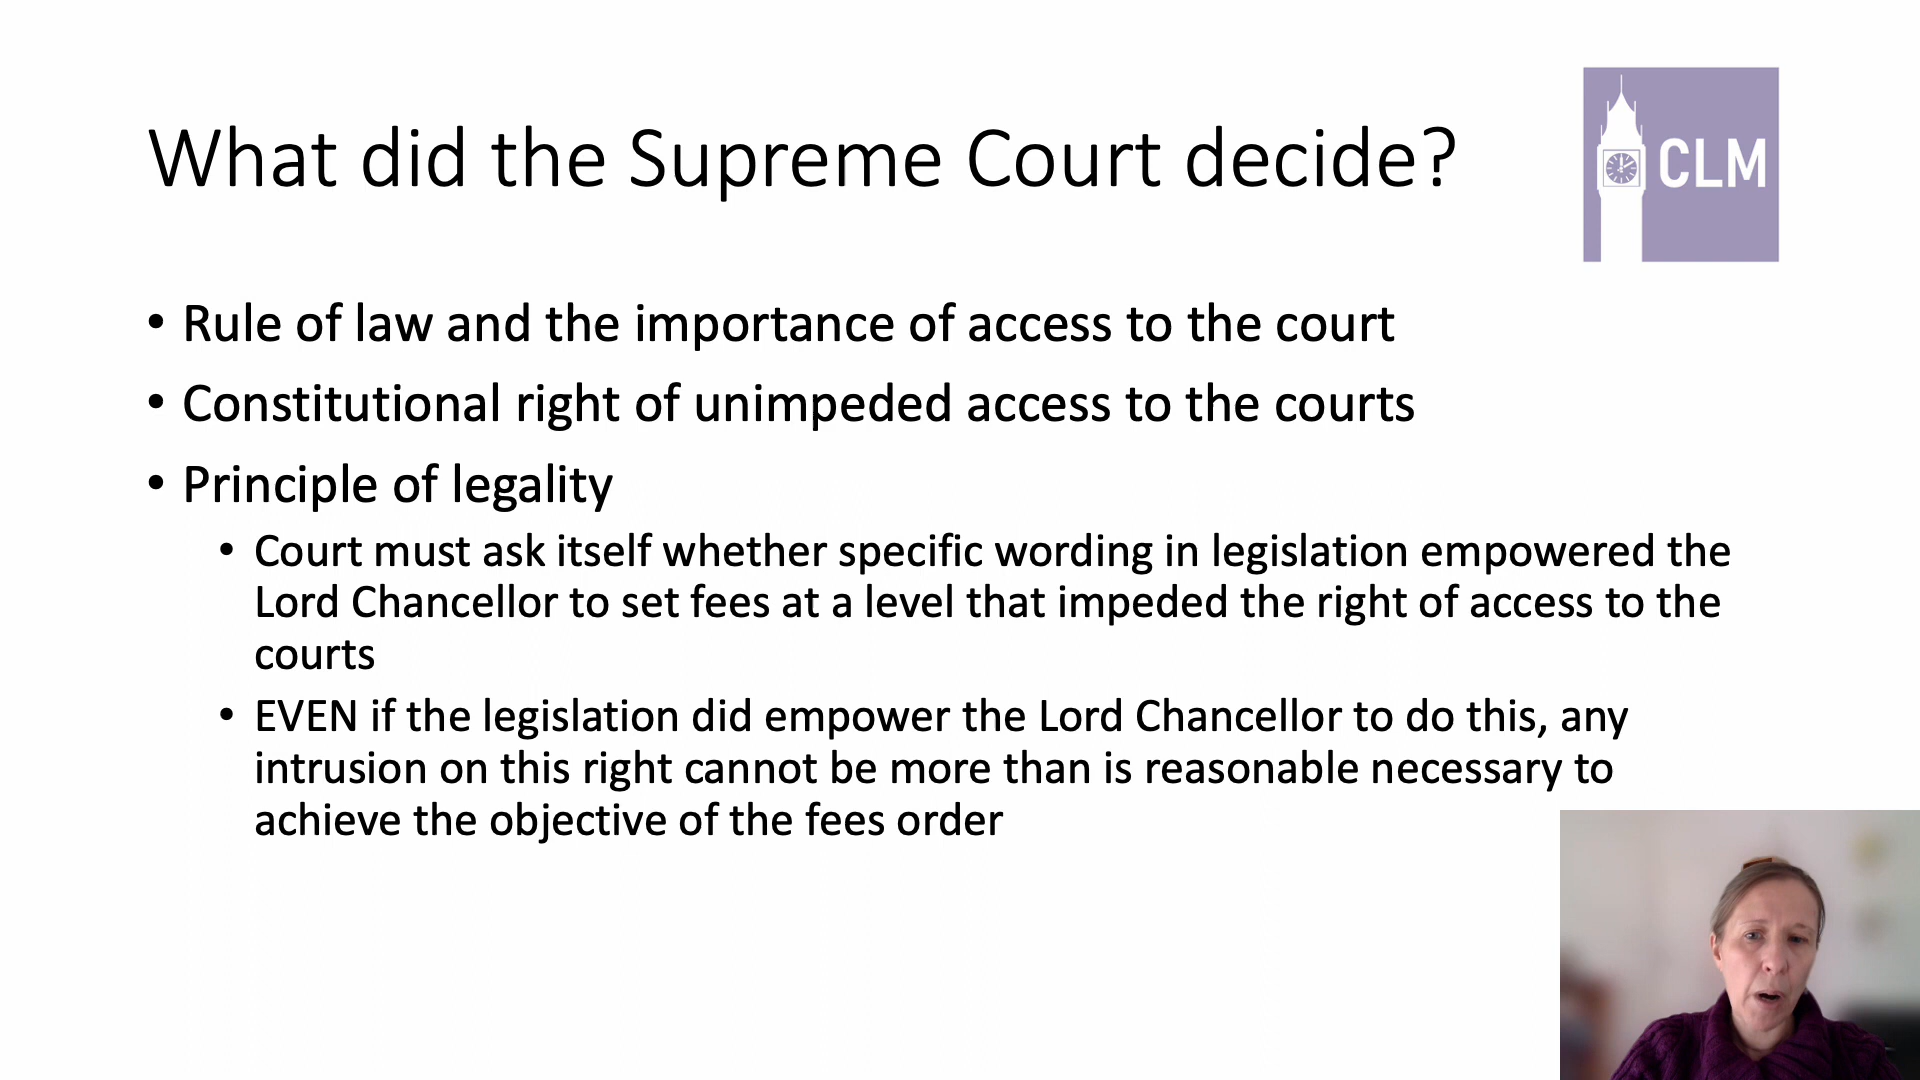 What did the Supreme Court decide?
CLM
• Rule of law and the importance of access to the court
• Constitutional right of unimpeded access to the courts
• Principle of legality
• Court must ask itself whether specific wording in legislation empowered the
Lord Chancellor to set fees at a level that impeded the right of access to the
courts
• EVEN if the legislation did empower the Lord Chancellor to do this, any
intrusion on this right cannot be more than is reasonable necessary to
achieve the objective of the fees order